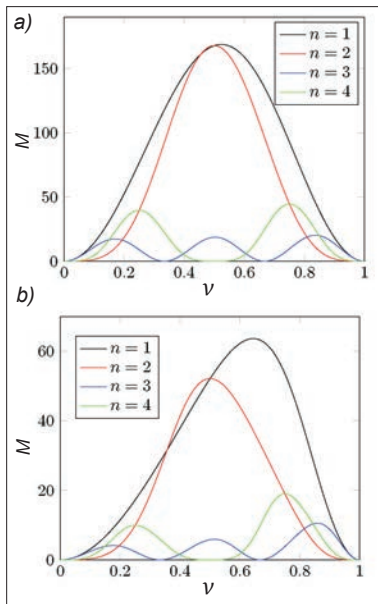 a)
150
100
50
0
M
n = 1
n = 2
n = 3
n = 4
0 0.2 0.4 0.6 0.8 1
ν
b)
60
40
20
0
M
n = 1
n = 2
n = 3
n = 4
0 0.2 0.4 0.6 0.8 1
ν